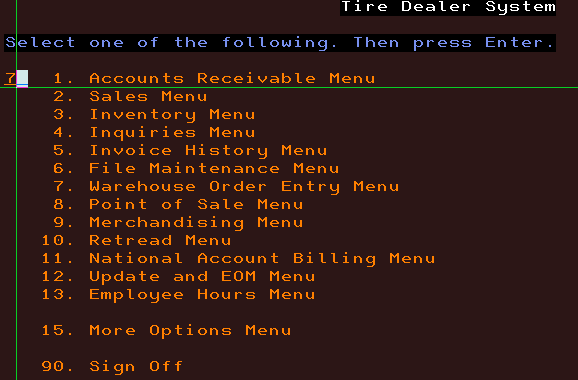 Tire Dealer System
Select one of the following. Then press Enter.
7 1. Accounts Receivable Menu
2. Sales Menu
3. Inventory Menu
4. Inquiries Menu
5. Invoice History Menu
6. File Maintenance Menu
7. Warehouse Order Entry Menu
8. Point of Sale Menu
9. Merchandising Menu
10. Retread Menu
11. National Account Billing Menu
12. Update and EOM Menu
13. Employee Hours Menu
15. More Options Menu
90. Sign Off